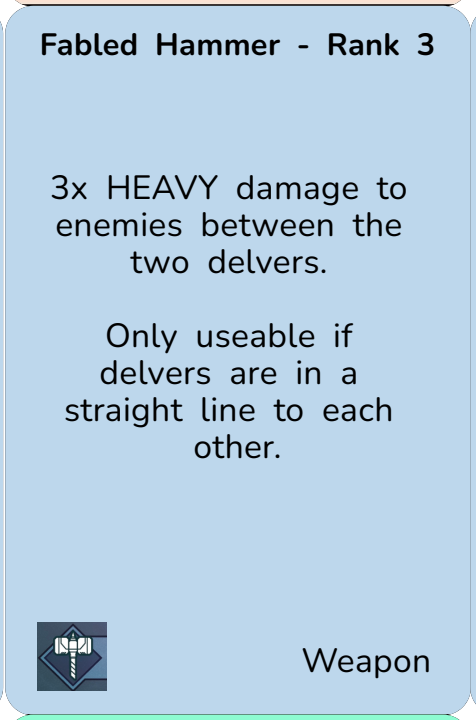 Fabled Hammer - Rank 3
3x HEAVY damage to
enemies between the
two delvers.
Only useable if
delvers are in a
straight line to each
other.
Weapon